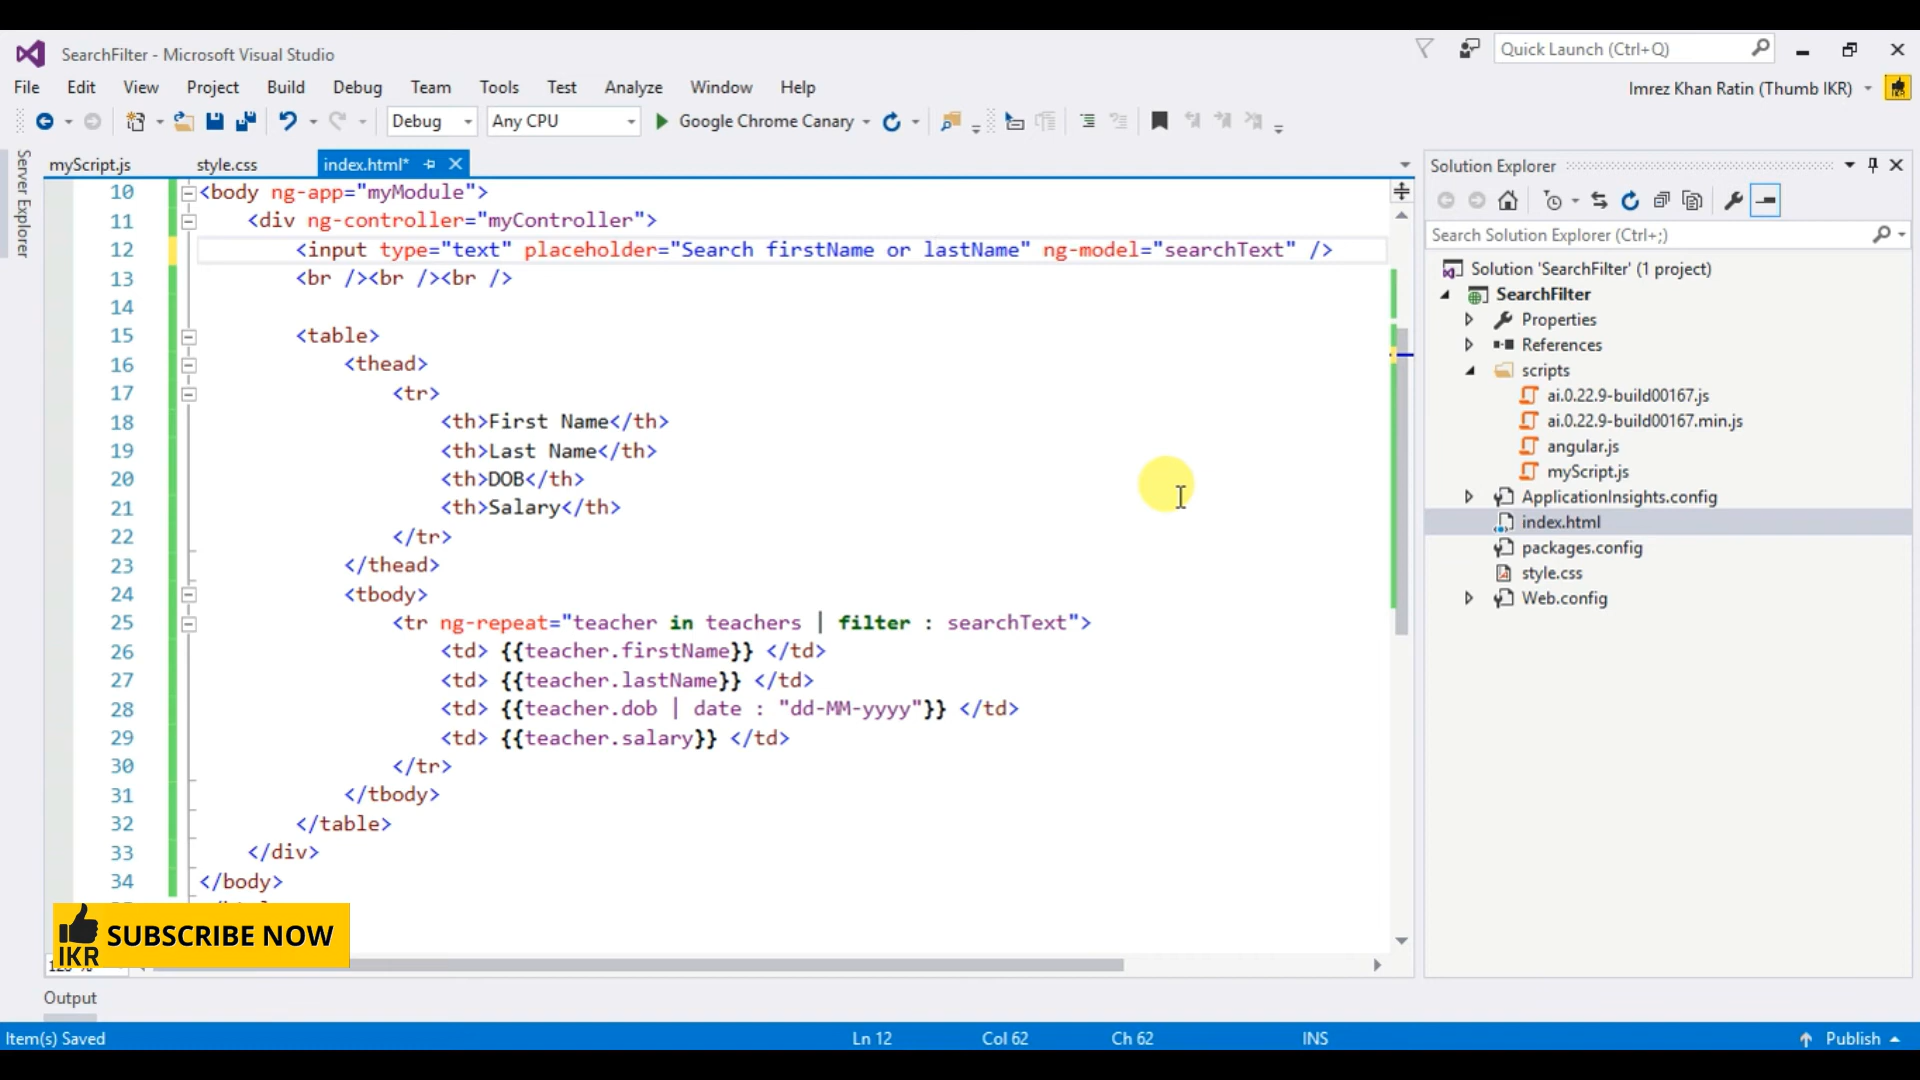 SearchFilter - Microsoft Visual Studio
Quick Launch (Ctrl+Q)
File Edit View Project Build Debug Team Tools Test Analyze Window Help
Imrez Khan Ratin (Thumb IKR)
Debug Any CPU Google Chrome Canary
Server Explorer
myScript.js style.css index.html*
10 <body ng-app="myModule">
11 <div ng-controller="myController">
12 <input type="text" placeholder="Search firstName or lastName" ng-model="searchText" />
13 <br /><br /><br />
14
15 <table>
16 <thead>
17 <tr>
18 <th>First Name</th>
19 <th>Last Name</th>
20 <th>DOB</th>
21 <th>Salary</th>
22 </tr>
23 </thead>
24 <tbody>
25 <tr ng-repeat="teacher in teachers | filter : searchText">
26 <td> {{teacher.firstName}} </td>
27 <td> {{teacher.lastName}} </td>
28 <td> {{teacher.dob | date : "dd-MM-yyyy"}} </td>
29 <td> {{teacher.salary}} </td>
30 </tr>
31 </tbody>
32 </table>
33 </div>
34 </body>
IKR SUBSCRIBE NOW
Solution Explorer
Search Solution Explorer (Ctrl+;)
Solution 'SearchFilter' (1 project)
SearchFilter
Properties
References
scripts
ai.0.22.9-build00167.js
ai.0.22.9-build00167.min.js
angular.js
myScript.js
ApplicationInsights.config
index.html
packages.config
style.css
Web.config
Output
Item(s) Saved Ln 12 Col 62 Ch 62 INS Publish